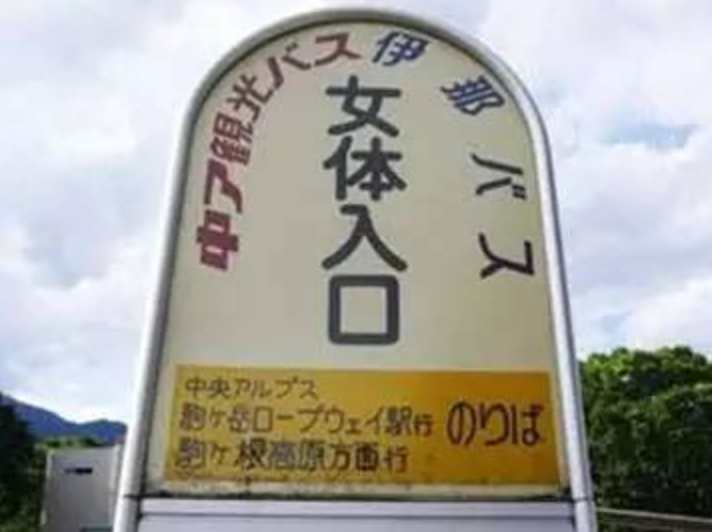 中ア観光バス
伊那バス
女体入口
中央アルプス
駒ヶ岳ロープウェイ駅行
駒ヶ根高原方面行
のりば